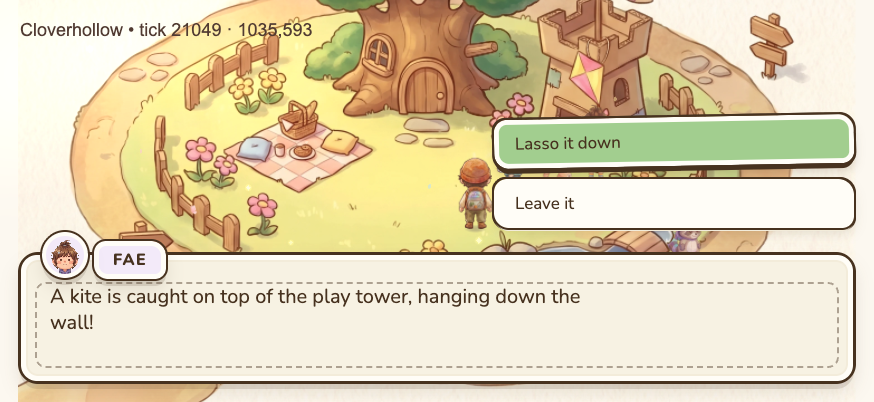 Cloverhollow • tick 21049 · 1035,593
Lasso it down
Leave it
FAE
A kite is caught on top of the play tower, hanging down the
wall!